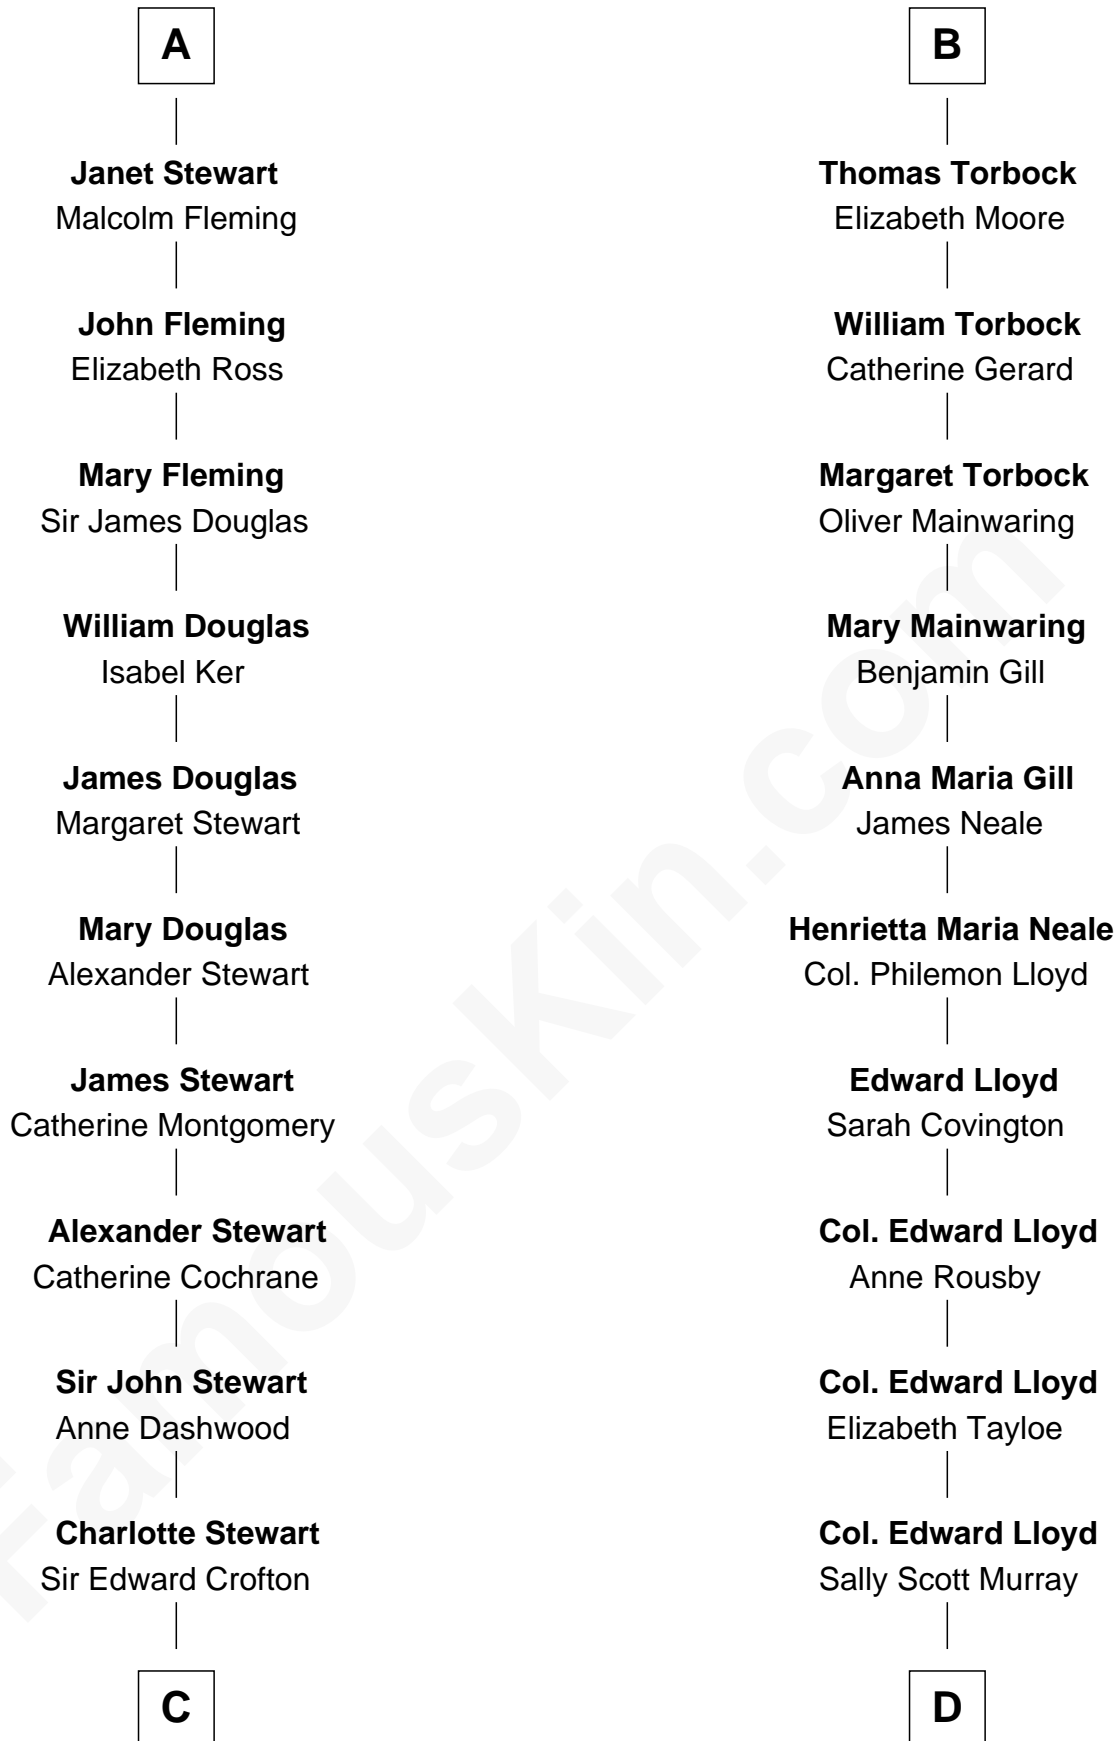 A
Janet Stewart
Malcolm Fleming
John Fleming
Elizabeth Ross
Mary Fleming
Sir James Douglas
William Douglas
Isabel Ker
James Douglas
Margaret Stewart
Mary Douglas
Alexander Stewart
James Stewart
Catherine Montgomery
Alexander Stewart
Catherine Cochrane
Sir John Stewart
Anne Dashwood
Charlotte Stewart
Sir Edward Crofton
C
B
Thomas Torbock
Elizabeth Moore
William Torbock
Catherine Gerard
Margaret Torbock
Oliver Mainwaring
Mary Mainwaring
Benjamin Gill
Anna Maria Gill
James Neale
Henrietta Maria Neale
Col. Philemon Lloyd
Edward Lloyd
Sarah Covington
Col. Edward Lloyd
Anne Rousby
Col. Edward Lloyd
Elizabeth Tayloe
Col. Edward Lloyd
Sally Scott Murray
D
FamousKin.com